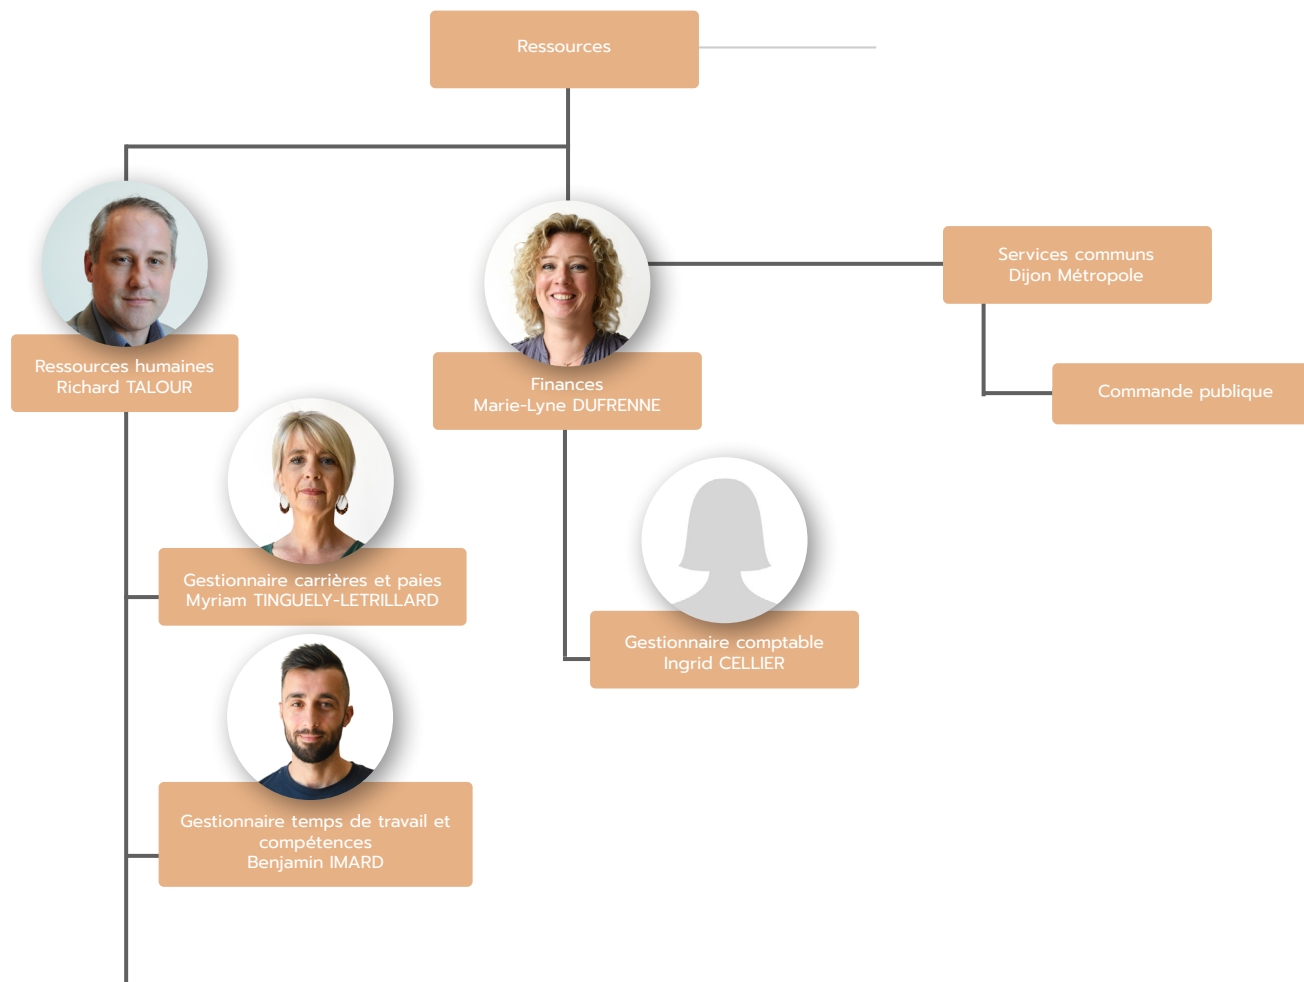 Ressources
Services communs
Dijon Métropole
Ressources humaines
Richard TALOUR
Finances
Marie-Lyne DUFRENNE
Commande publique
Gestionnaire carrières et paies
Myriam TINGUELY-LETRILLARD
Gestionnaire comptable
Ingrid CELLIER
Gestionnaire temps de travail et
compétences
Benjamin IMARD